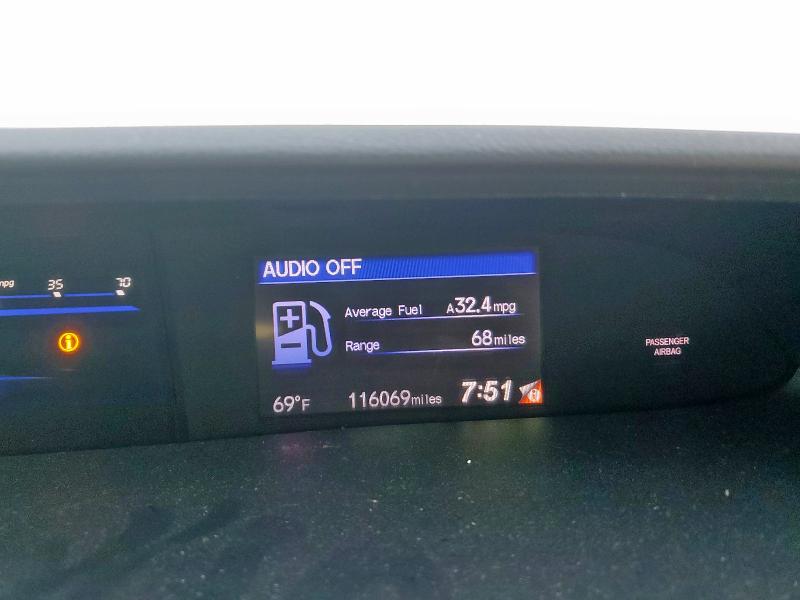 AUDIO OFF
mpg 35 70
Average Fuel A32.4mpg
Range 68miles
PASSENGER
AIRBAG
69°F 116069miles 7:51